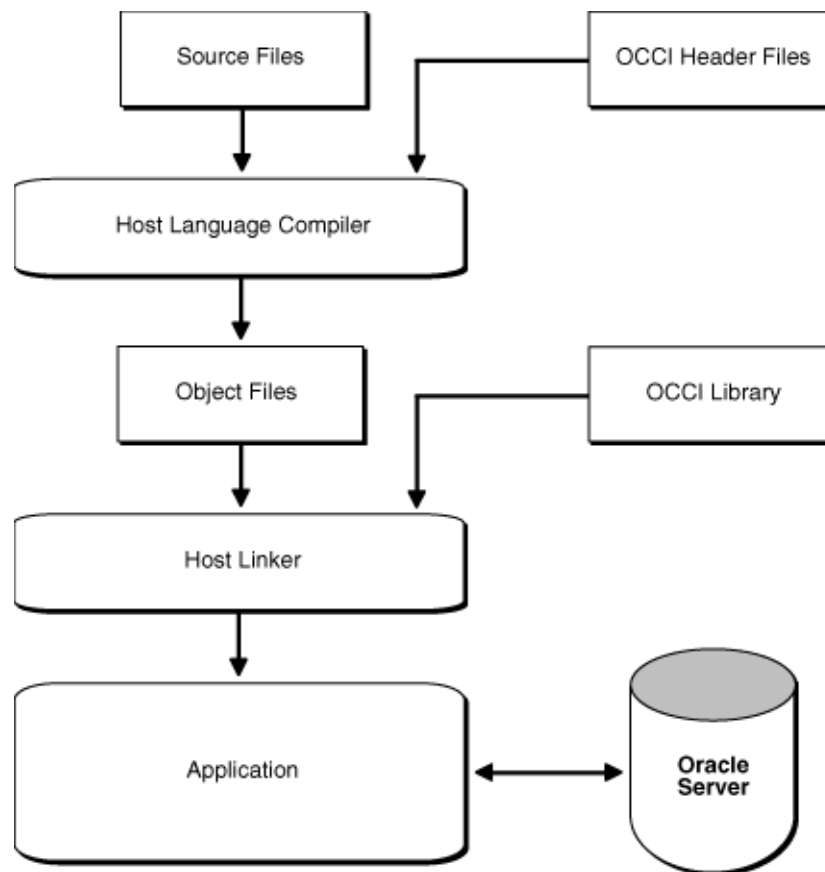 Source Files
OCCI Header Files
Host Language Compiler
Object Files
OCCI Library
Host Linker
Application
Oracle
Server